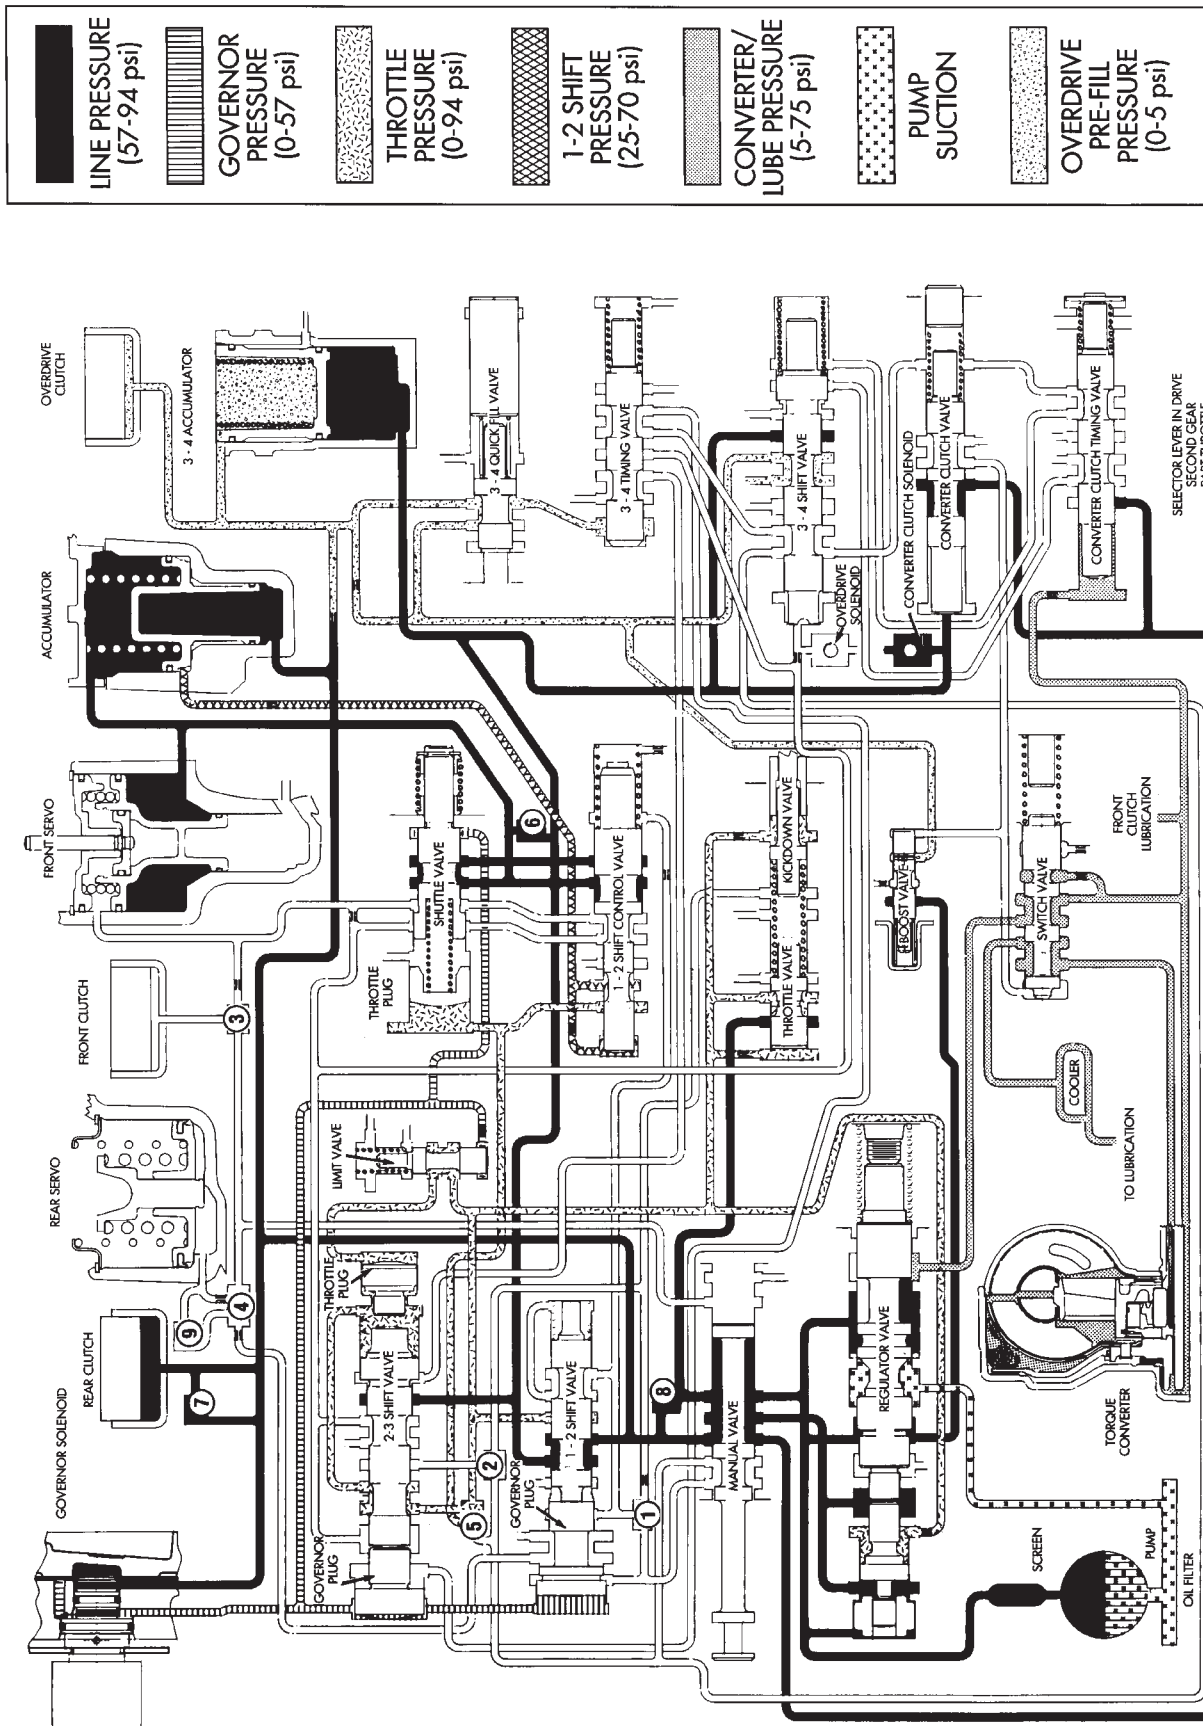 LINE PRESSURE
(57-94 psi)
GOVERNOR
PRESSURE
(0-57 psi)
THROTTLE
PRESSURE
(0-94 psi)
1-2 SHIFT
PRESSURE
(25-70 psi)
CONVERTER/
LUBE PRESSURE
(5-75 psi)
PUMP
SUCTION
OVERDRIVE
PRE-FILL
PRESSURE
(0-5 psi)
GOVERNOR SOLENOID
REAR CLUTCH
REAR SERVO
FRONT CLUTCH
FRONT SERVO
ACCUMULATOR
OVERDRIVE
CLUTCH
3 - 4 ACCUMULATOR
7
9
4
3
GOVERNOR
PLUG
2-3 SHIFT VALVE
THROTTLE
PLUG
LIMIT VALVE
THROTTLE
PLUG
SHUTTLE VALVE
6
3 - 4 QUICK FILL VALVE
5
2
GOVERNOR
PLUG
1 - 2 SHIFT VALVE
1 - 2 SHIFT CONTROL VALVE
3 - 4 TIMING VALVE
1
8
MANUAL VALVE
THROTTLE VALVE
KICKDOWN VALVE
3 - 4 SHIFT VALVE
OVERDRIVE
SOLENOID
REGULATOR VALVE
BOOST VALVE
CONVERTER CLUTCH SOLENOID
CONVERTER CLUTCH VALVE
SCREEN
PUMP
OIL FILTER
TORQUE
CONVERTER
TO LUBRICATION
COOLER
SWITCH VALVE
FRONT
CLUTCH
LUBRICATION
CONVERTER CLUTCH TIMING VALVE
SELECTOR LEVER IN DRIVE
SECOND GEAR